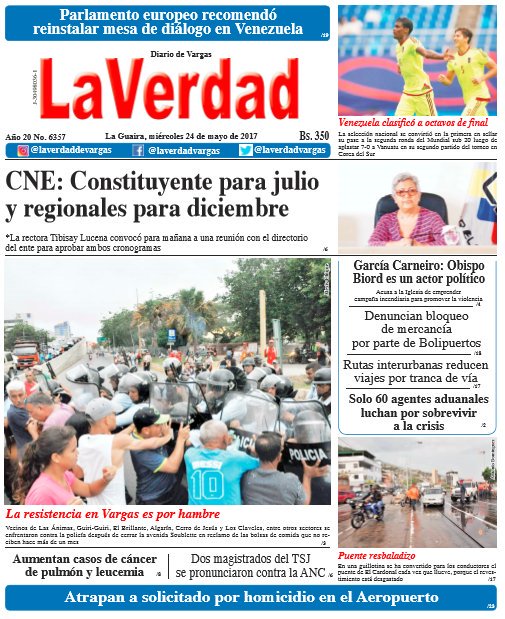 Parlamento europeo recomendó
reinstalar mesa de diálogo en Venezuela
/19
Diario de Vargas
J-30498036-1
LaVerdad
Año 20 No. 6357
La Guaira, miércoles 24 de mayo de 2017
Bs. 350
@laverdaddevargas
@laverdadvargas
@laverdadvargas
Venezuela clasificó a octavos de final
La selección nacional se convirtió en la primera en sellar
su pase a la segunda ronda del Mundial sub 20 luego de
aplastar 7-0 a Vanuatu en su segundo partido del torneo en
Corea del Sur
CNE: Constituyente para julio
y regionales para diciembre
*La rectora Tibisay Lucena convocó para mañana a una reunión con el directorio
del ente para aprobar ambos cronogramas
/6
García Carneiro: Obispo
Biord es un actor político
Acusa a la Iglesia de emprender
campaña incendiaria para promover la violencia
/4
Denuncian bloqueo
de mercancía
por parte de Bolipuertos
/18
Rutas interurbanas reducen
viajes por tranca de vía
/17
Solo 60 agentes aduanales
luchan por sobrevivir
a la crisis
/2
POLICIA
MESSI
10
La resistencia en Vargas es por hambre
Vecinos de Las Ánimas, Guiri-Guiri, El Brillante, Algarín, Cerro de Jesús y Los Claveles, entre otros sectores se
enfrentaron contra la policía después de cerrar la avenida Soublette en reclamo de las bolsas de comida que no re-
ciben hace más de un mes
/3
Aumentan casos de cáncer
de pulmón y leucemia
/8
Dos magistrados del TSJ
se pronunciaron contra la ANC
/6
Puente resbaladizo
En una guillotina se ha convertido para los conductores el
puente de El Cardonal cada vez que llueve, porque el reves-
timiento está desgastado
/17
Atrapan a solicitado por homicidio en el Aeropuerto
/23